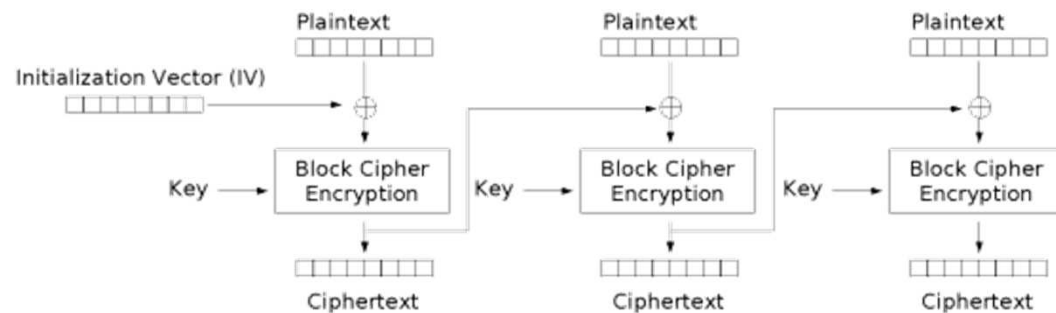 Plaintext
Plaintext
Plaintext
Initialization Vector (IV)
Key
Block Cipher
Encryption
Key
Block Cipher
Encryption
Key
Block Cipher
Encryption
Ciphertext
Ciphertext
Ciphertext